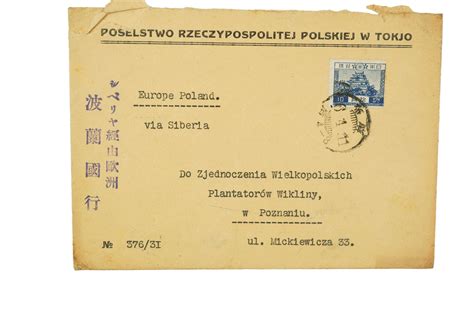 POSELSTWO RZECZYPOSPOLITEJ POLSKIEJ W TOKJO
Europe Poland.
via Siberia
シベリヤ経由歐洲
波蘭國行
Do Zjednoczenia Wielkopolskich
Plantatorów Wikliny,
w Poznaniu.
№ 376/31
ul. Mickiewicza 33.